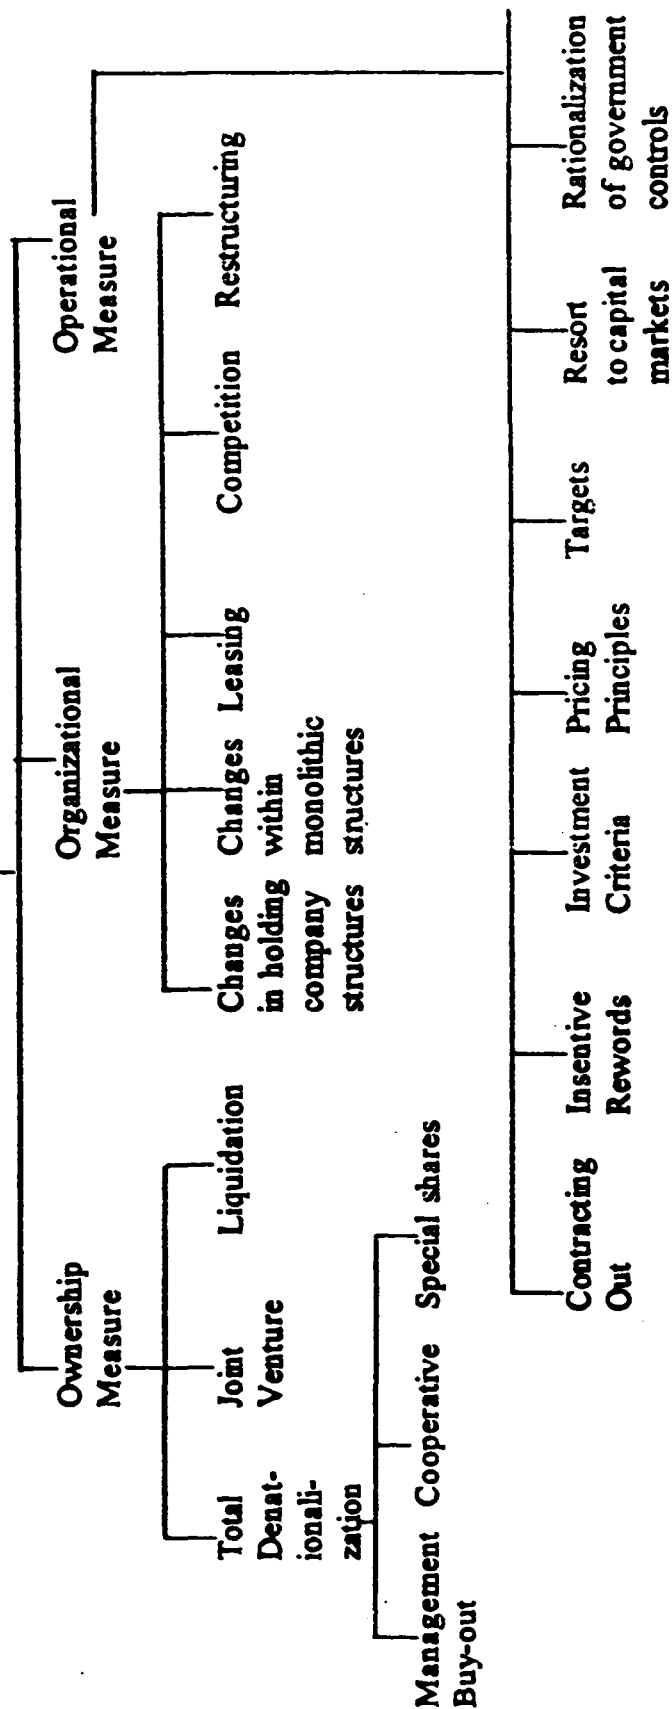 Ownership
Measure
Organizational
Measure
Operational
Measure
Total
Denat-
ionali-
zation
Joint
Venture
Liquidation
Changes
in holding
company
structures
Changes
within
monolithic
structures
Leasing
Competition
Restructuring
Management
Buy-out
Cooperative
Special shares
Contracting
Out
Insentive
Rewords
Investment
Criteria
Pricing
Principles
Targets
Resort
to capital
markets
Rationalization
of government
controls